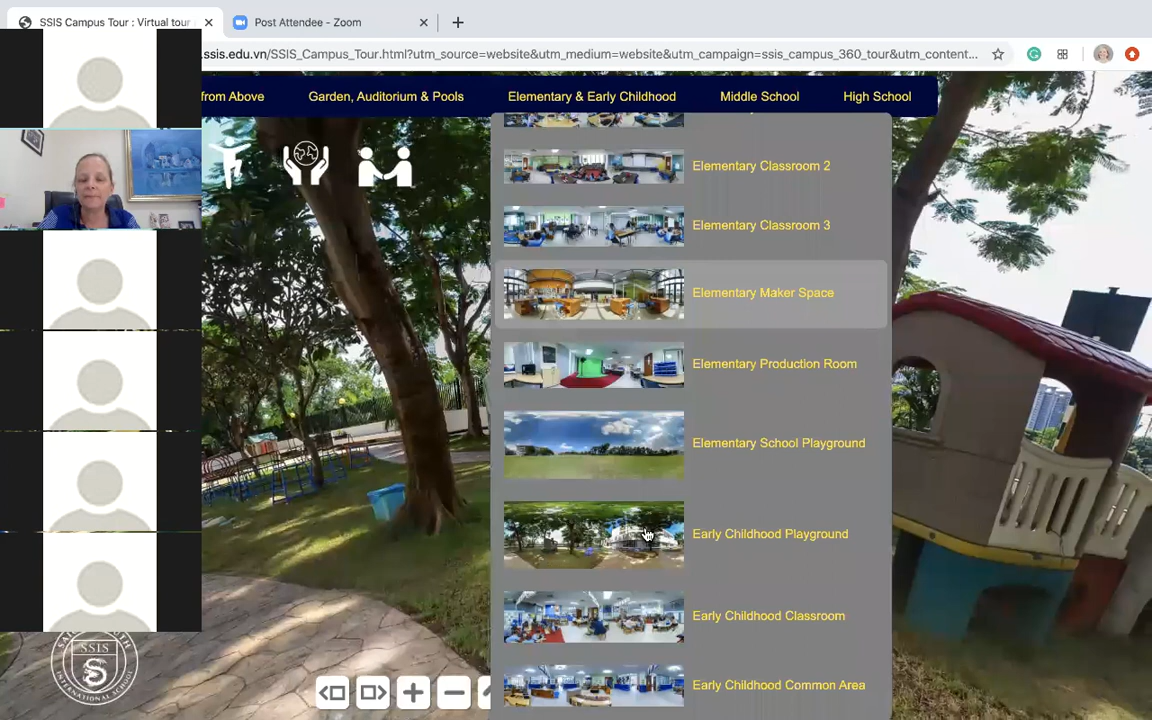 SSIS Campus Tour : Virtual tour
Post Attendee - Zoom
.ssis.edu.vn/SSIS_Campus_Tour.html?utm_source=website&utm_medium=website&utm_campaign=ssis_campus_360_tour&utm_content...
from Above
Garden, Auditorium & Pools
Elementary & Early Childhood
Middle School
High School
Elementary Classroom 2
Elementary Classroom 3
Elementary Maker Space
Elementary Production Room
Elementary School Playground
Early Childhood Playground
Early Childhood Classroom
Early Childhood Common Area
SSIS
INTERNATIONAL SCHOOL